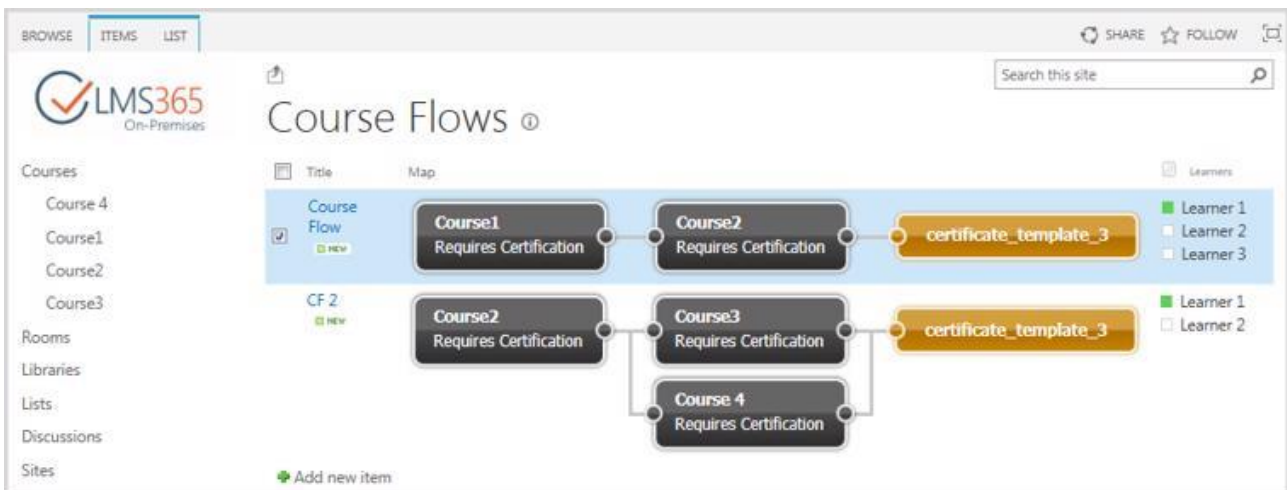 BROWSE ITEMS LIST SHARE FOLLOW
LMS365
On-Premises
Search this site
Course Flows
Courses
Course 4
Course1
Course2
Course3
Rooms
Libraries
Lists
Discussions
Sites
Title Map Learners
Course
Flow
NEW
Course1
Requires Certification
Course2
Requires Certification
certificate_template_3
Learner 1
Learner 2
Learner 3
CF 2
NEW
Course2
Requires Certification
Course3
Requires Certification
Course 4
Requires Certification
certificate_template_3
Learner 1
Learner 2
Add new item